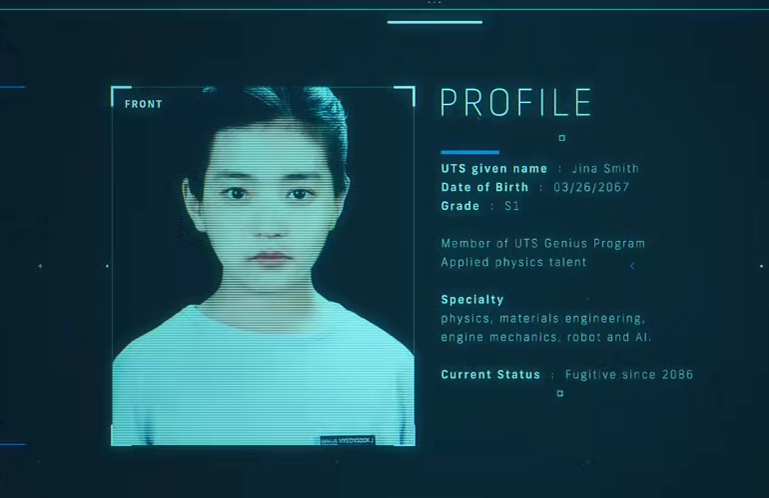 FRONT
PROFILE
UTS given name : Jina Smith
Date of Birth : 03/26/2067
Grade : S1
Member of UTS Genius Program
Applied physics talent
Specialty
physics, materials engineering,
engine mechanics, robot and AI.
Current Status : Fugitive since 2086